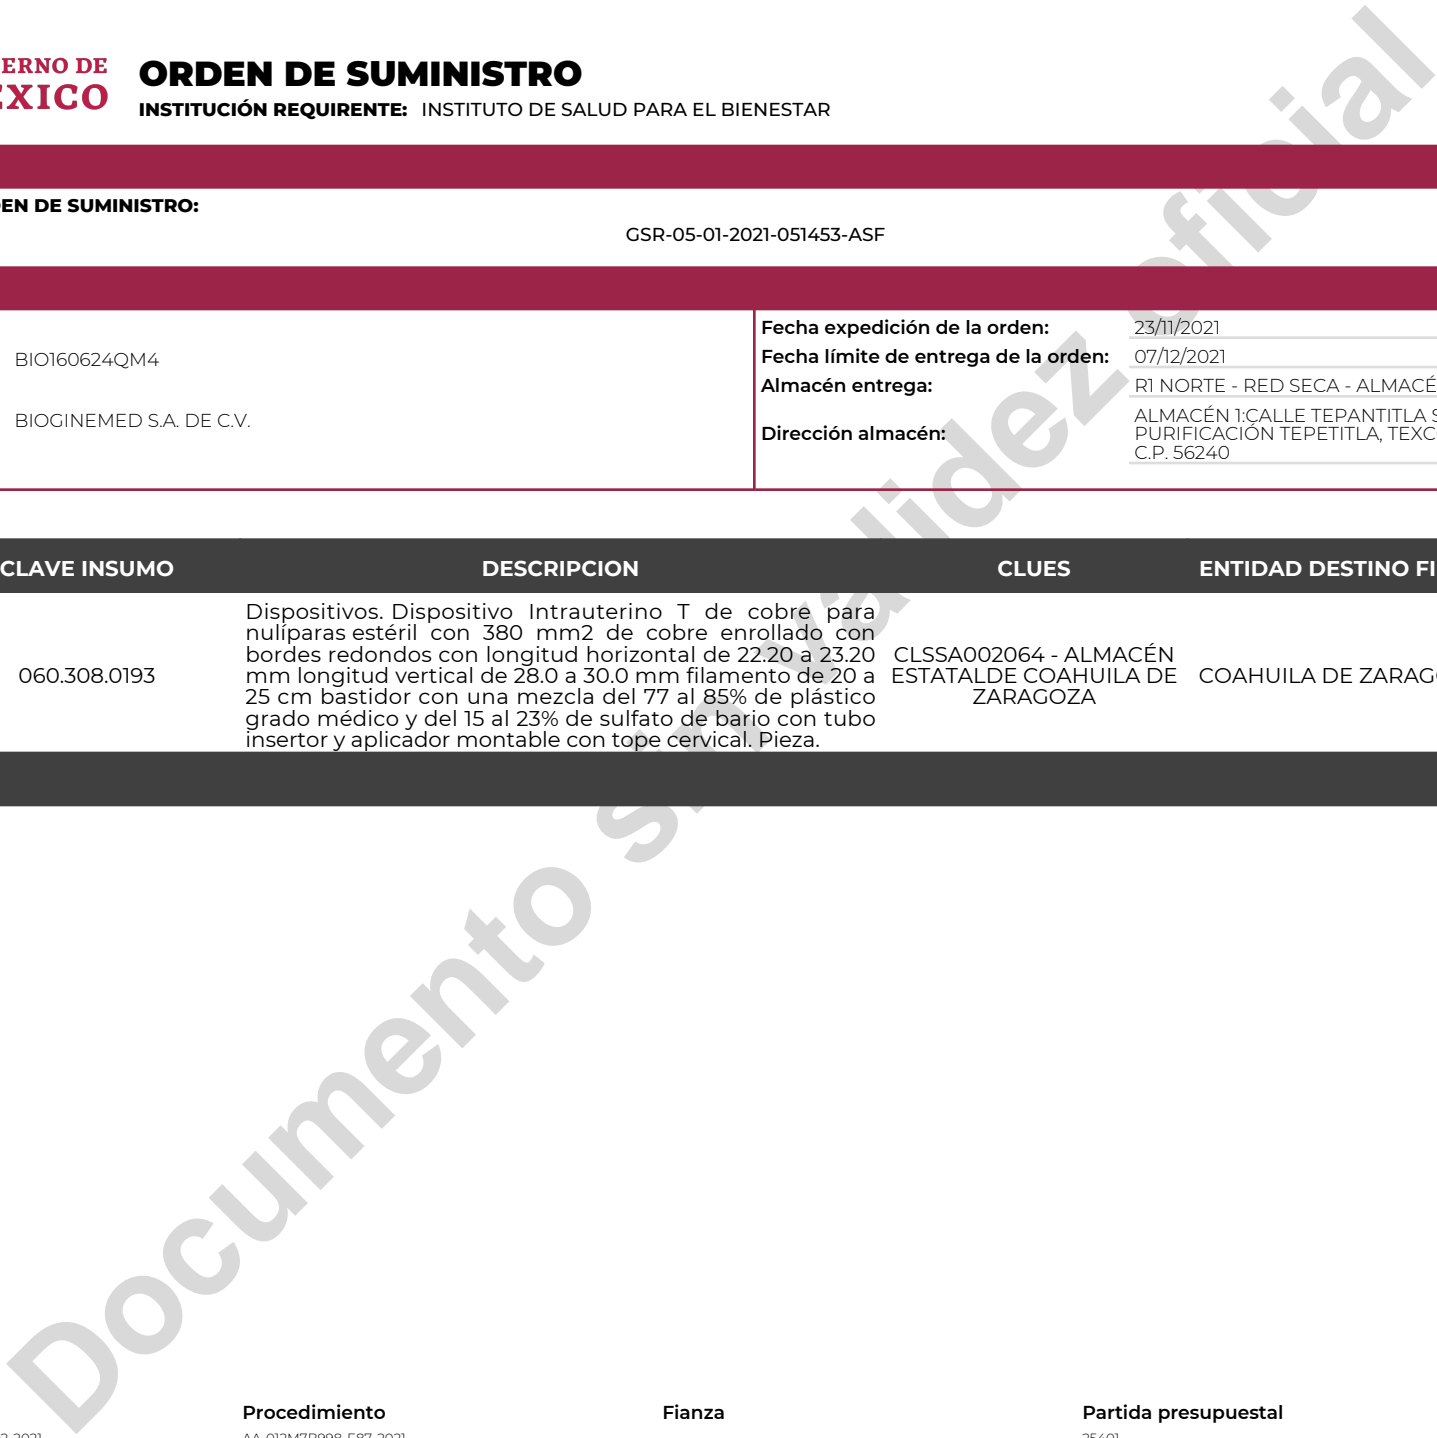 ERNO DE
ORDEN DE SUMINISTRO
INSTITUCIÓN REQUIRENTE: INSTITUTO DE SALUD PARA EL BIENESTAR
DE SUMINISTRO:
GSR-05-01-2021-051453-ASF
BIO160624QM4
BIOGINEMED S.A. DE C.V.
Fecha expedición de la orden: 23/11/2021
Fecha límite de entrega de la orden: 07/12/2021
Almacén entrega: R1 NORTE - RED SECA - ALMACÉ
Dirección almacén: ALMACÉN 1:CALLE TEPANTITLA S
PURIFICACIÓN TEPETITLA, TEXC
C.P. 56240
CLAVE INSUMO DESCRIPCION CLUES ENTIDAD DESTINO FI
060.308.0193
Dispositivos. Dispositivo Intrauterino T de cobre para
nulíparas estéril con 380 mm2 de cobre enrollado con
bordes redondos con longitud horizontal de 22.20 a 23.20
mm longitud vertical de 28.0 a 30.0 mm filamento de 20 a
25 cm bastidor con una mezcla del 77 al 85% de plástico
grado médico y del 15 al 23% de sulfato de bario con tubo
insertor y aplicador montable con tope cervical. Pieza.
CLSSA002064 - ALMACÉN
ESTATALDE COAHUILA DE
ZARAGOZA
COAHUILA DE ZARAG
Documento sin validez oficial
Procedimiento Fianza Partida presupuestal